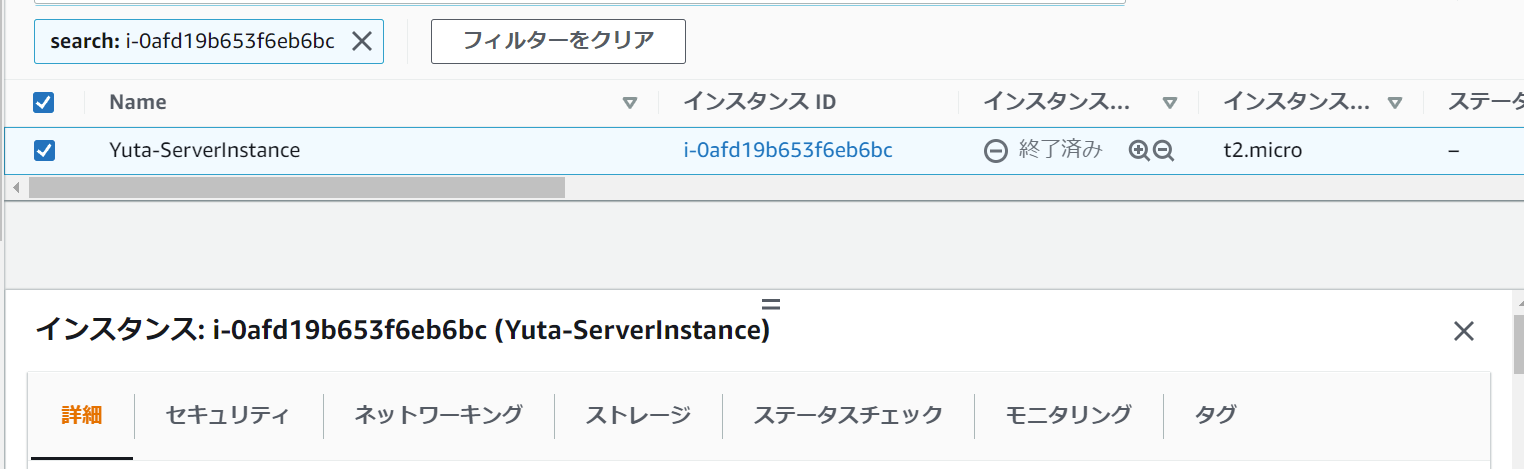 search: i-0afd19b653f6eb6bc フィルターをクリア
Name インスタンス ID インスタンス... インスタンス... ステータ
Yuta-ServerInstance i-0afd19b653f6eb6bc 終了済み t2.micro –
インスタンス: i-0afd19b653f6eb6bc (Yuta-ServerInstance)
詳細 セキュリティ ネットワーキング ストレージ ステータスチェック モニタリング タグ